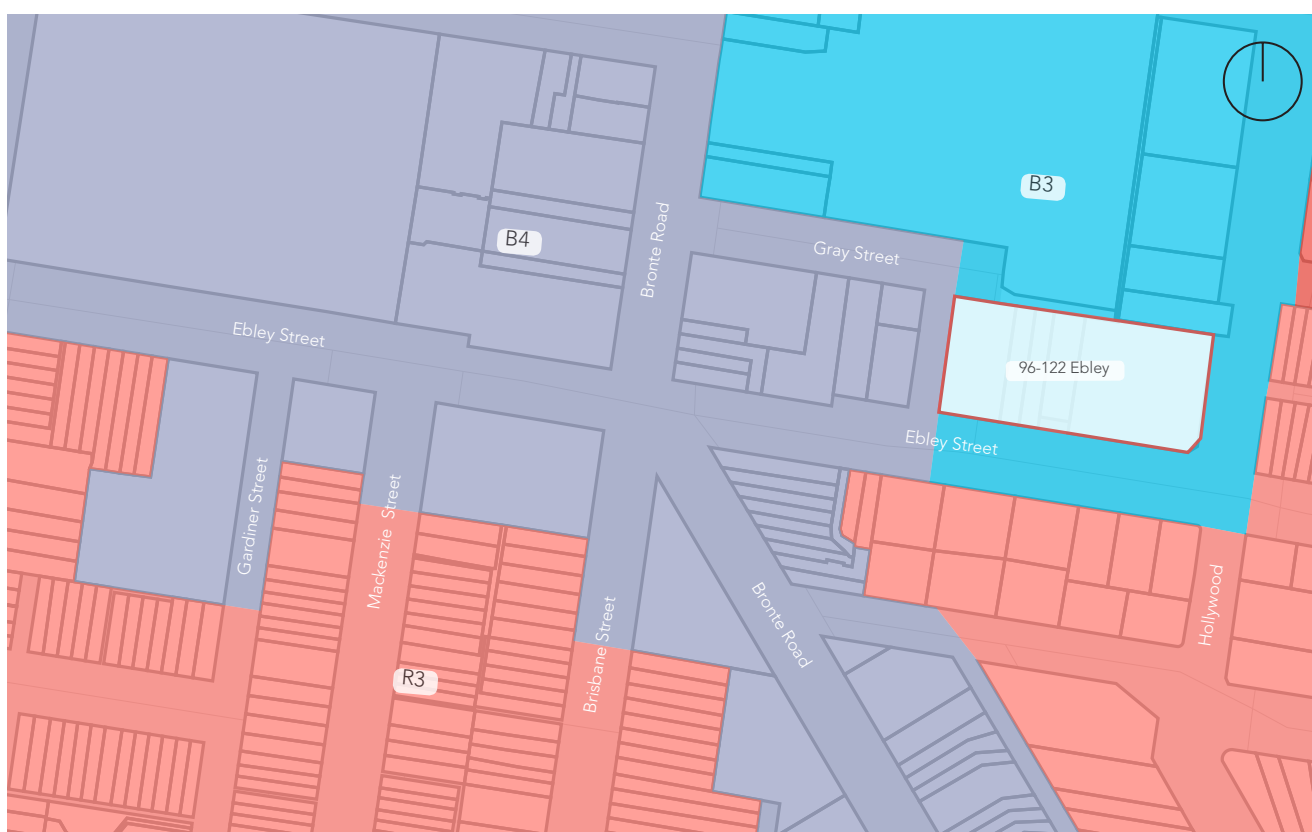 B3
Bronte Road
B4
Gray Street
Ebley Street
96-122 Ebley
Ebley Street
Gardiner Street
Mackenzie Street
Brisbane Street
Bronte Road
Hollywood
R3